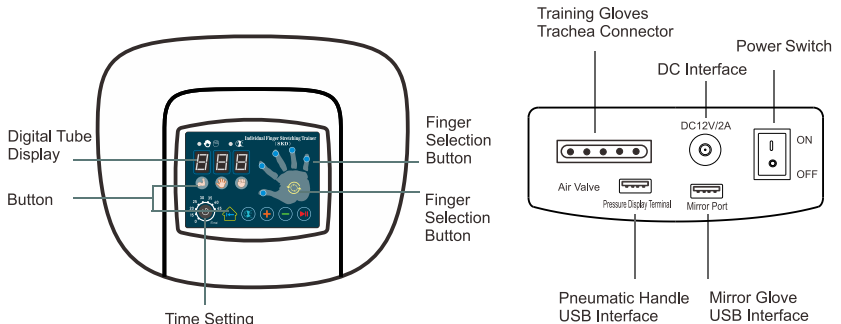 Training Gloves
Trachea Connector
Power Switch
DC Interface
Individual Finger Stretching Trainer
(SKD)
Digital Tube
Display
Button
Finger
Selection
Button
Finger
Selection
Button
Time Setting
DC12V/2A
ON
OFF
Air Valve
Pressure Display Terminal
Mirror Port
Pneumatic Handle
USB Interface
Mirror Glove
USB Interface